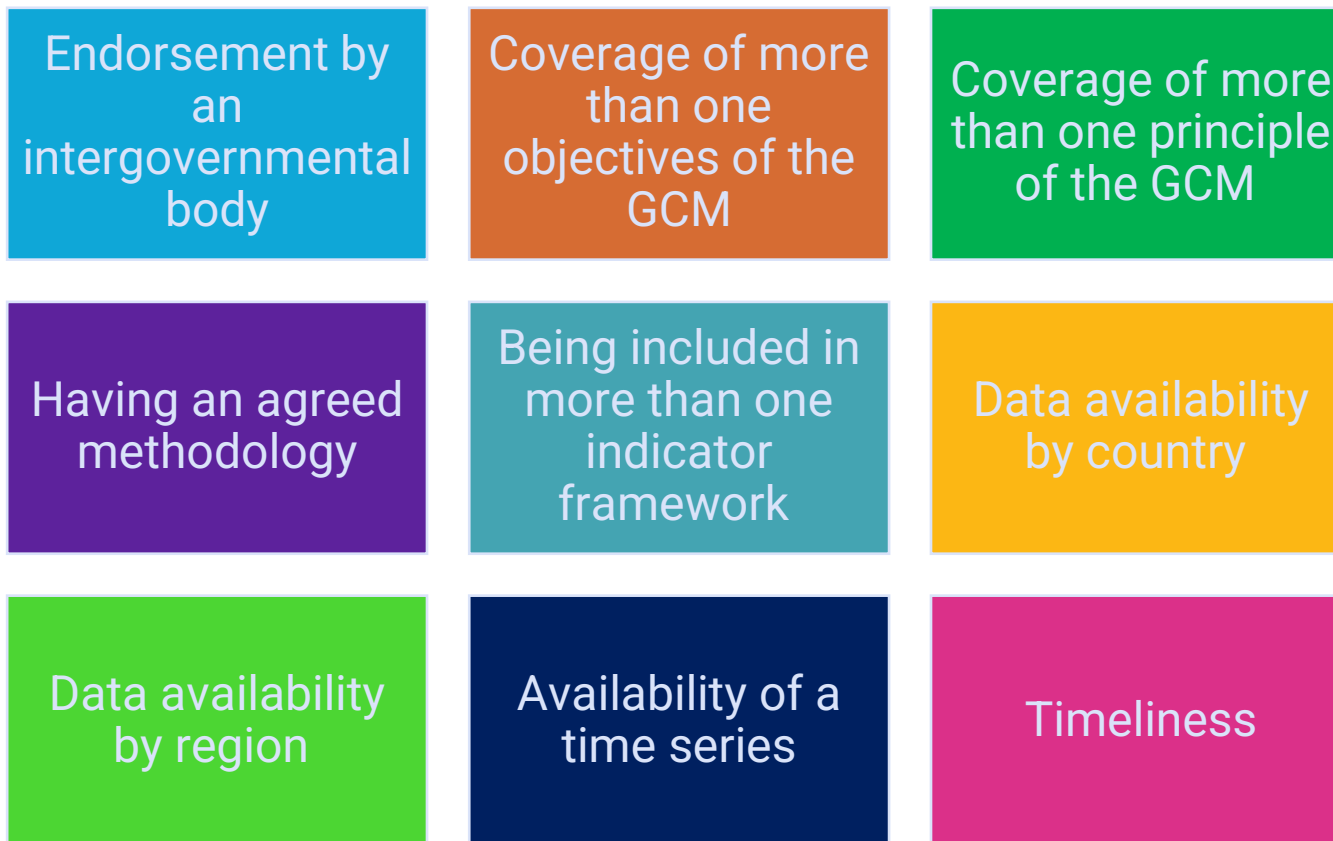 Endorsement by
an
intergovernmental
body
Coverage of more
than one
objectives of the
GCM
Coverage of more
than one principle
of the GCM
Having an agreed
methodology
Being included in
more than one
indicator
framework
Data availability
by country
Data availability
by region
Availability of a
time series
Timeliness